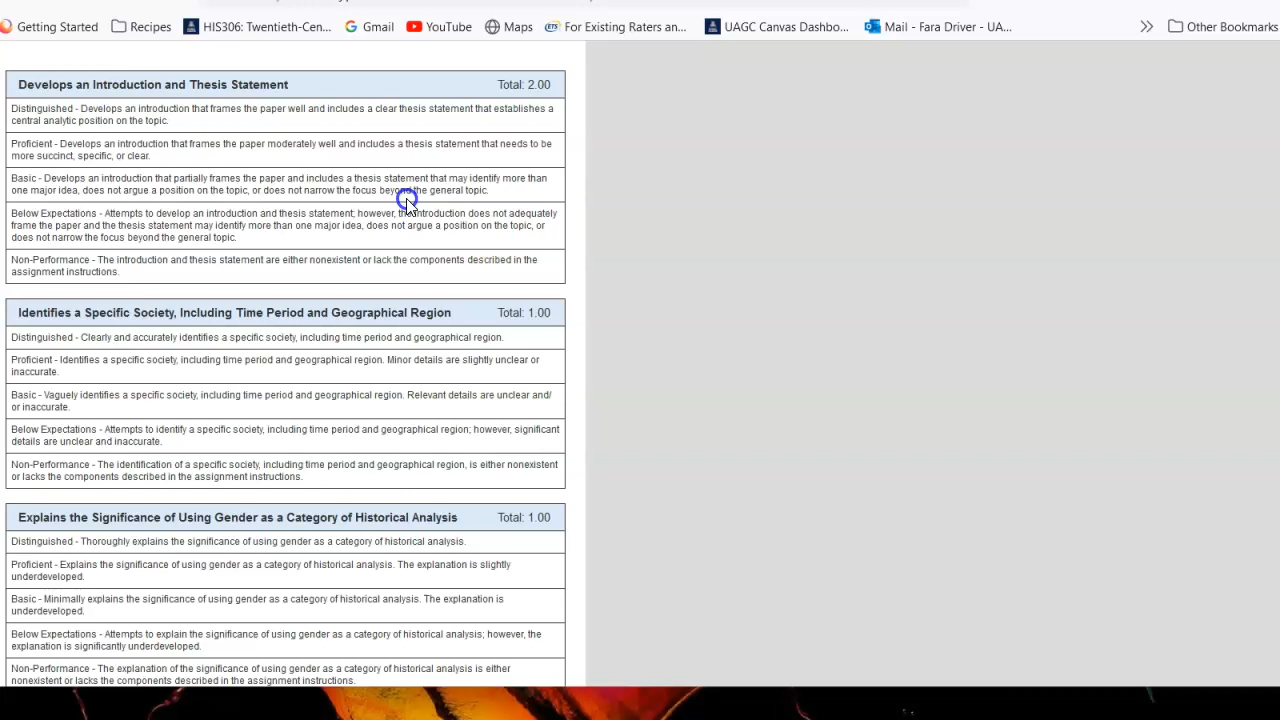 Getting Started Recipes HIS306: Twentieth-Cen... Gmail YouTube Maps ETS For Existing Raters an... UAGC Canvas Dashbo... Mail - Fara Driver - UA... Other Bookmarks
Develops an Introduction and Thesis Statement Total: 2.00
Distinguished - Develops an introduction that frames the paper well and includes a clear thesis statement that establishes a
central analytic position on the topic.
Proficient - Develops an introduction that frames the paper moderately well and includes a thesis statement that needs to be
more succinct, specific, or clear.
Basic - Develops an introduction that partially frames the paper and includes a thesis statement that may identify more than
one major idea, does not argue a position on the topic, or does not narrow the focus beyond the general topic.
Below Expectations - Attempts to develop an introduction and thesis statement; however, the introduction does not adequately
frame the paper and the thesis statement may identify more than one major idea, does not argue a position on the topic, or
does not narrow the focus beyond the general topic.
Non-Performance - The introduction and thesis statement are either nonexistent or lack the components described in the
assignment instructions.
Identifies a Specific Society, Including Time Period and Geographical Region Total: 1.00
Distinguished - Clearly and accurately identifies a specific society, including time period and geographical region.
Proficient - Identifies a specific society, including time period and geographical region. Minor details are slightly unclear or
inaccurate.
Basic - Vaguely identifies a specific society, including time period and geographical region. Relevant details are unclear and/
or inaccurate.
Below Expectations - Attempts to identify a specific society, including time period and geographical region; however, significant
details are unclear and inaccurate.
Non-Performance - The identification of a specific society, including time period and geographical region, is either nonexistent
or lacks the components described in the assignment instructions.
Explains the Significance of Using Gender as a Category of Historical Analysis Total: 1.00
Distinguished - Thoroughly explains the significance of using gender as a category of historical analysis.
Proficient - Explains the significance of using gender as a category of historical analysis. The explanation is slightly
underdeveloped.
Basic - Minimally explains the significance of using gender as a category of historical analysis. The explanation is
underdeveloped.
Below Expectations - Attempts to explain the significance of using gender as a category of historical analysis; however, the
explanation is significantly underdeveloped.
Non-Performance - The explanation of the significance of using gender as a category of historical analysis is either
nonexistent or lacks the components described in the assignment instructions.